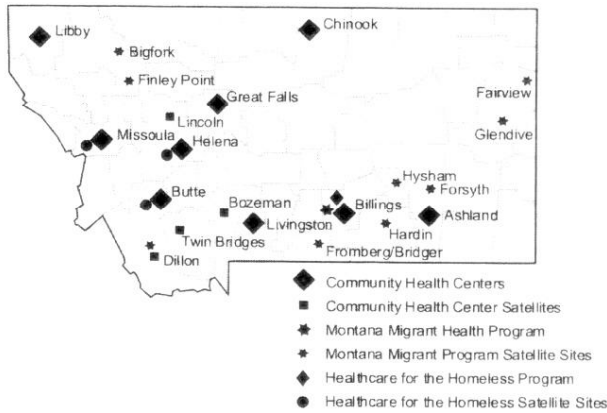 Libby
Chinook
Bigfork
Finley Point
Fairview
Great Falls
Lincoln
Glendive
Missoula
Helena
Hysham
Forsyth
Butte
Bozeman
Billings
Ashland
Livingston
Hardin
Twin Bridges
Fromberg/Bridger
Dillon
Community Health Centers
Community Health Center Satellites
Montana Migrant Health Program
Montana Migrant Program Satellite Sites
Healthcare for the Homeless Program
Healthcare for the Homeless Satellite Sites